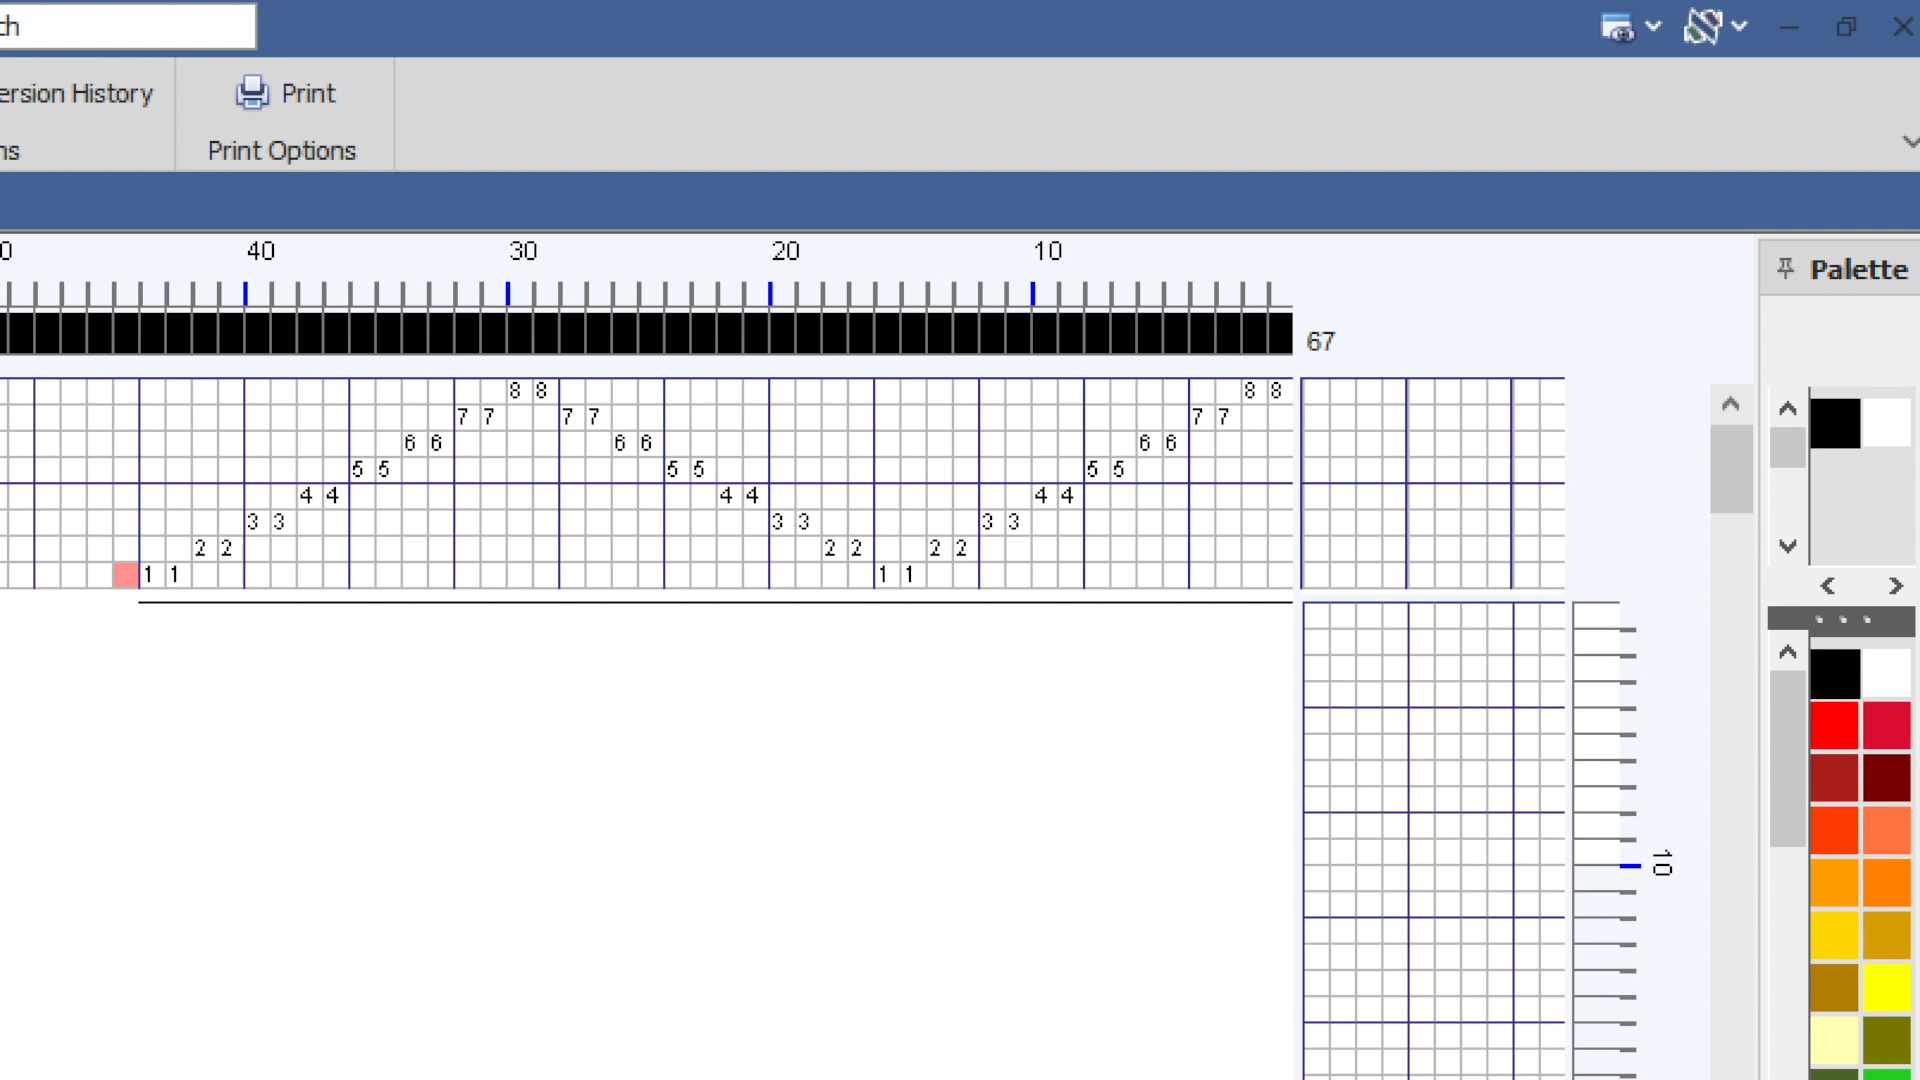 ch
ersion History
Print
ns
Print Options
0 40 30 20 10
Palette
67
8 8 8 8
7 7 7 7 7 7
6 6 6 6 6 6
5 5 5 5 5 5
4 4 4 4 4 4
3 3 3 3 3 3
2 2 2 2 2 2
1 1 1 1
10